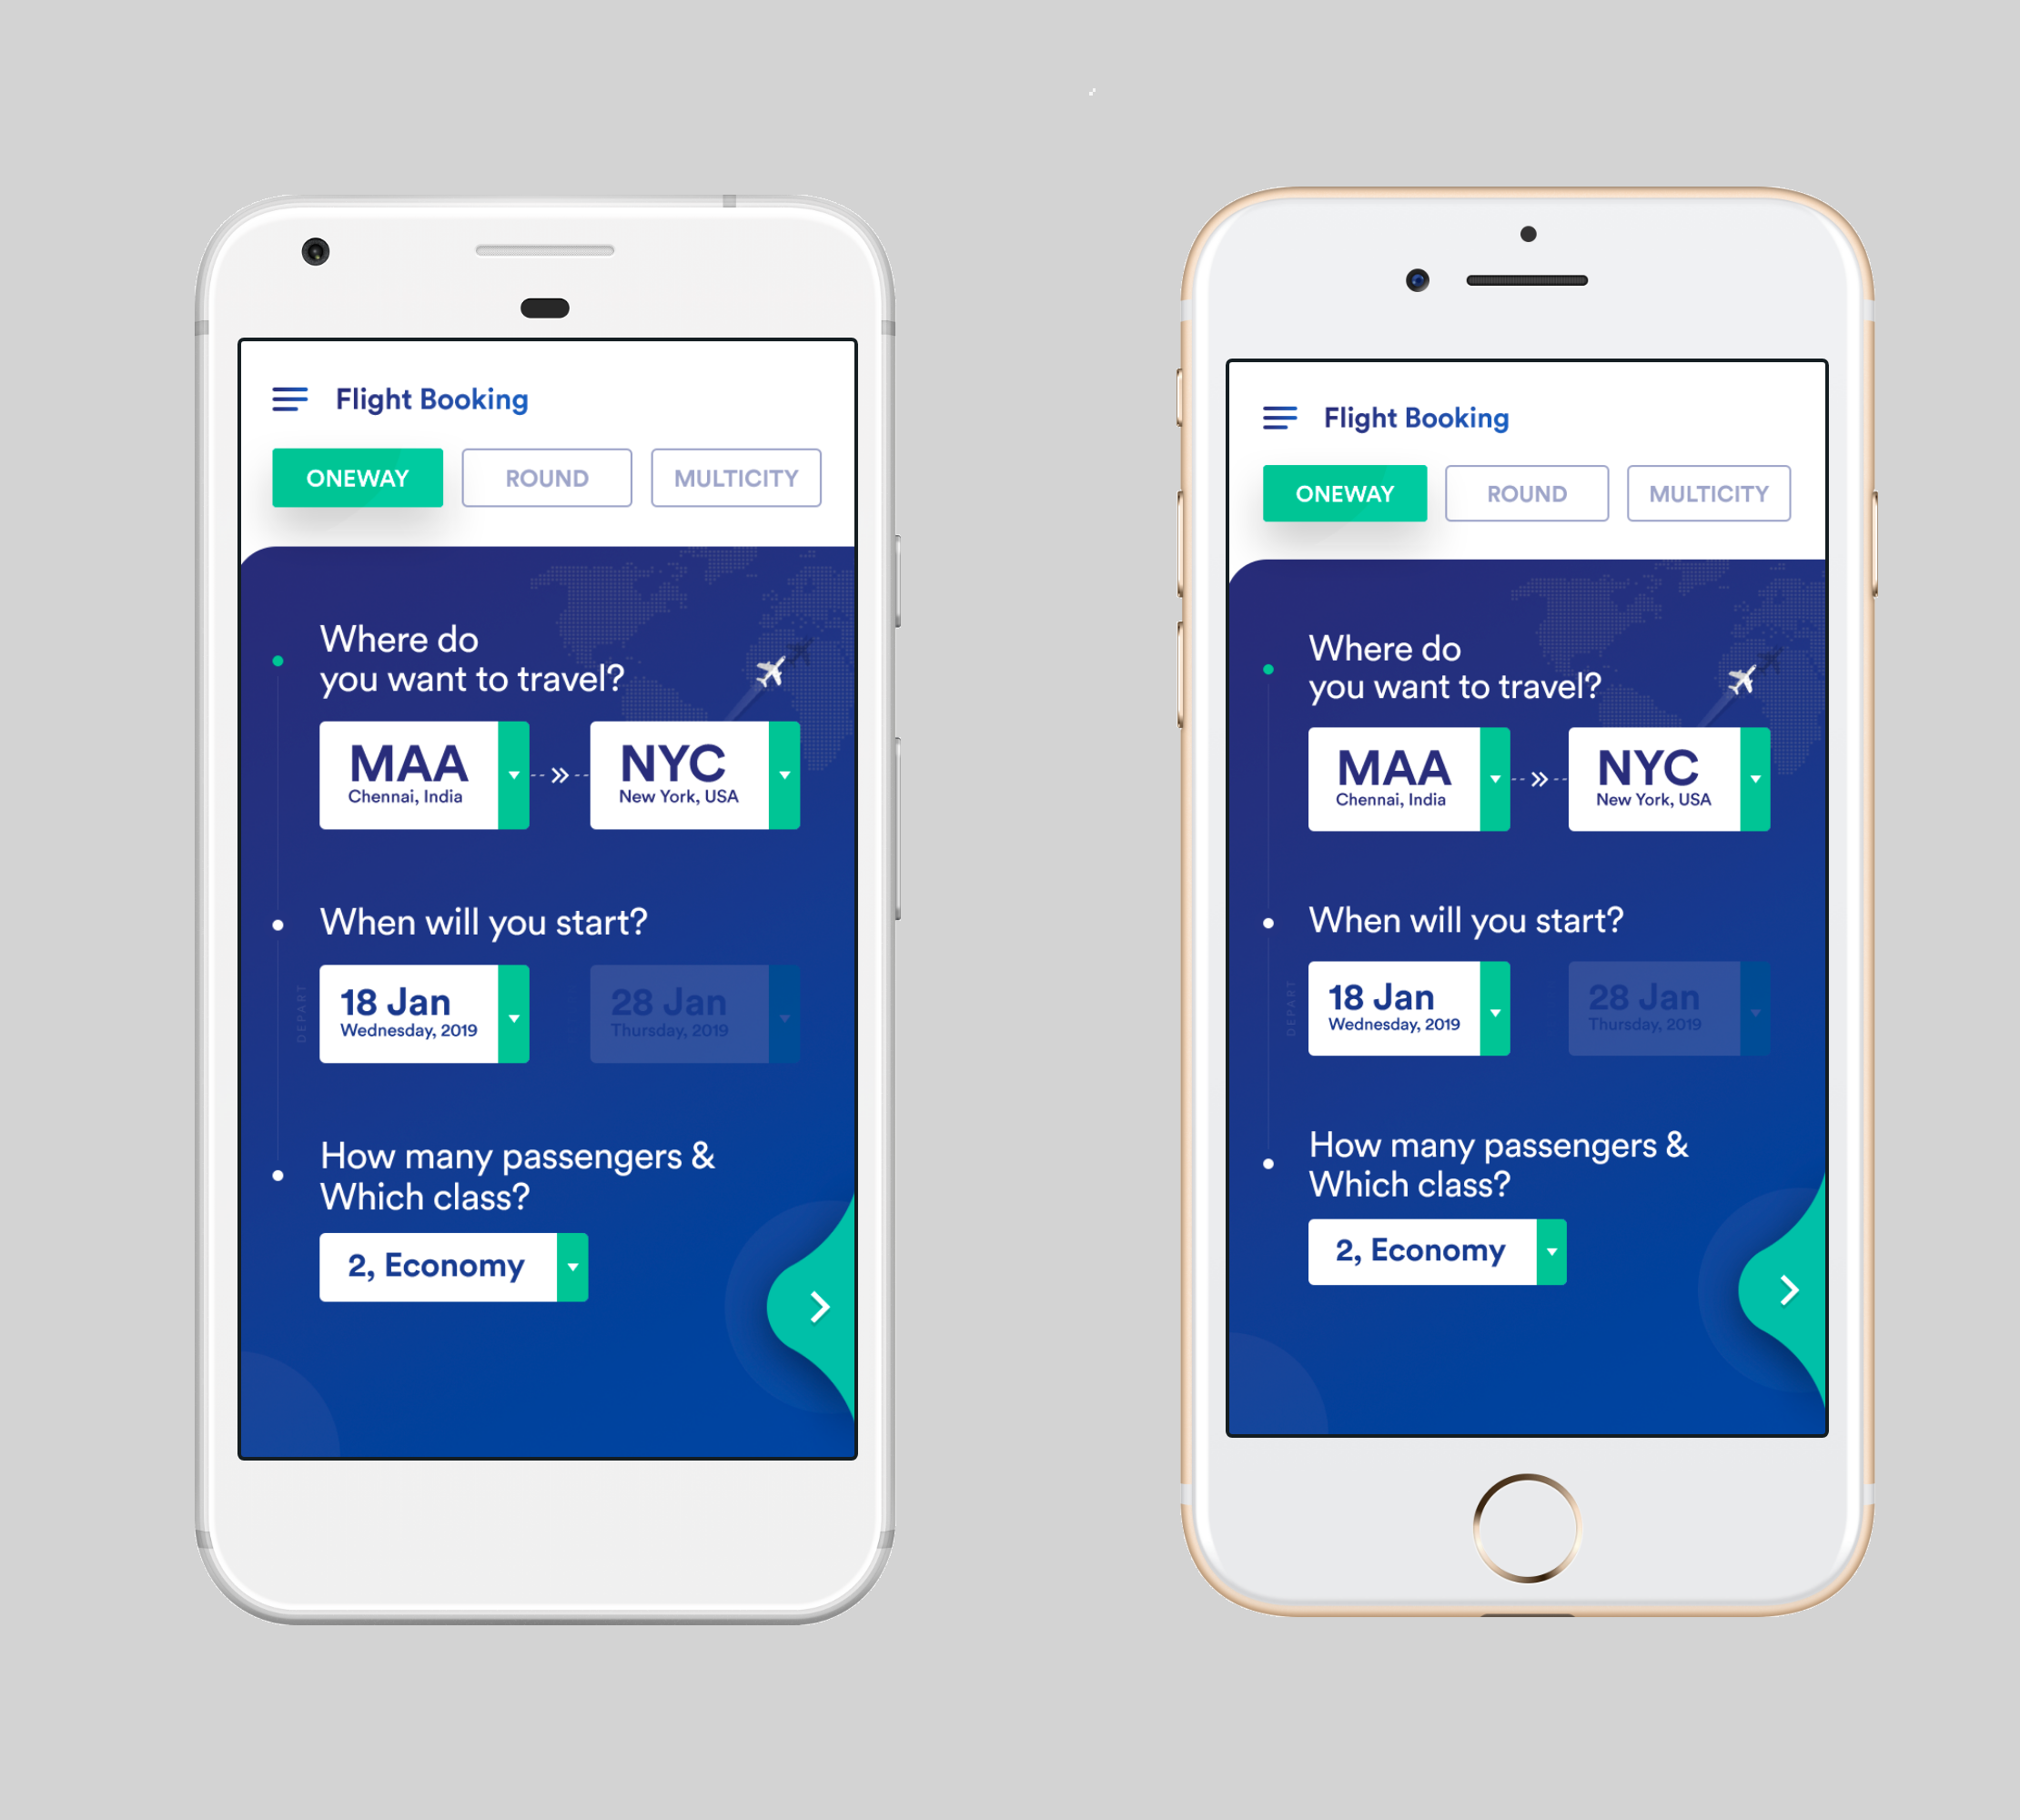 Flight Booking
ONEWAY ROUND MULTICITY
Where do
you want to travel?
MAA NYC
Chennai, India New York, USA
When will you start?
DEPART
18 Jan 28 Jan
Wednesday, 2019 Thursday, 2019
How many passengers &
Which class?
2, Economy
Flight Booking
ONEWAY ROUND MULTICITY
Where do
you want to travel?
MAA NYC
Chennai, India New York, USA
When will you start?
DEPART
18 Jan 28 Jan
Wednesday, 2019 Thursday, 2019
How many passengers &
Which class?
2, Economy